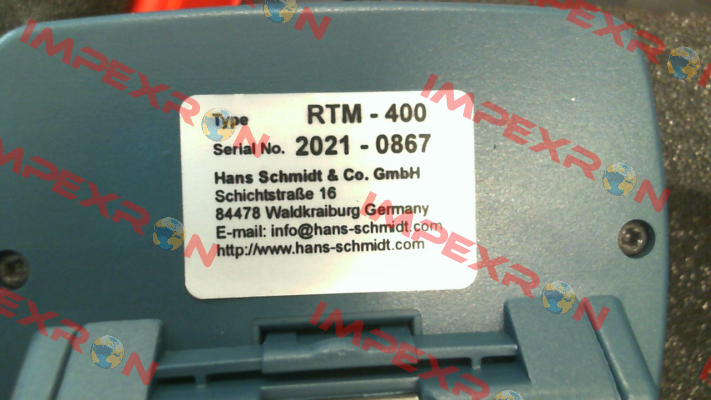 Type RTM - 400
Serial No. 2021 - 0867
Hans Schmidt & Co. GmbH
Schichtstraße 16
84478 Waldkraiburg Germany
E-mail: info@hans-schmidt.com
http://www.hans-schmidt.com
IMPEXRON
IMPEXRON
IMPEXRON
IMPEXRON
IMPEXRON